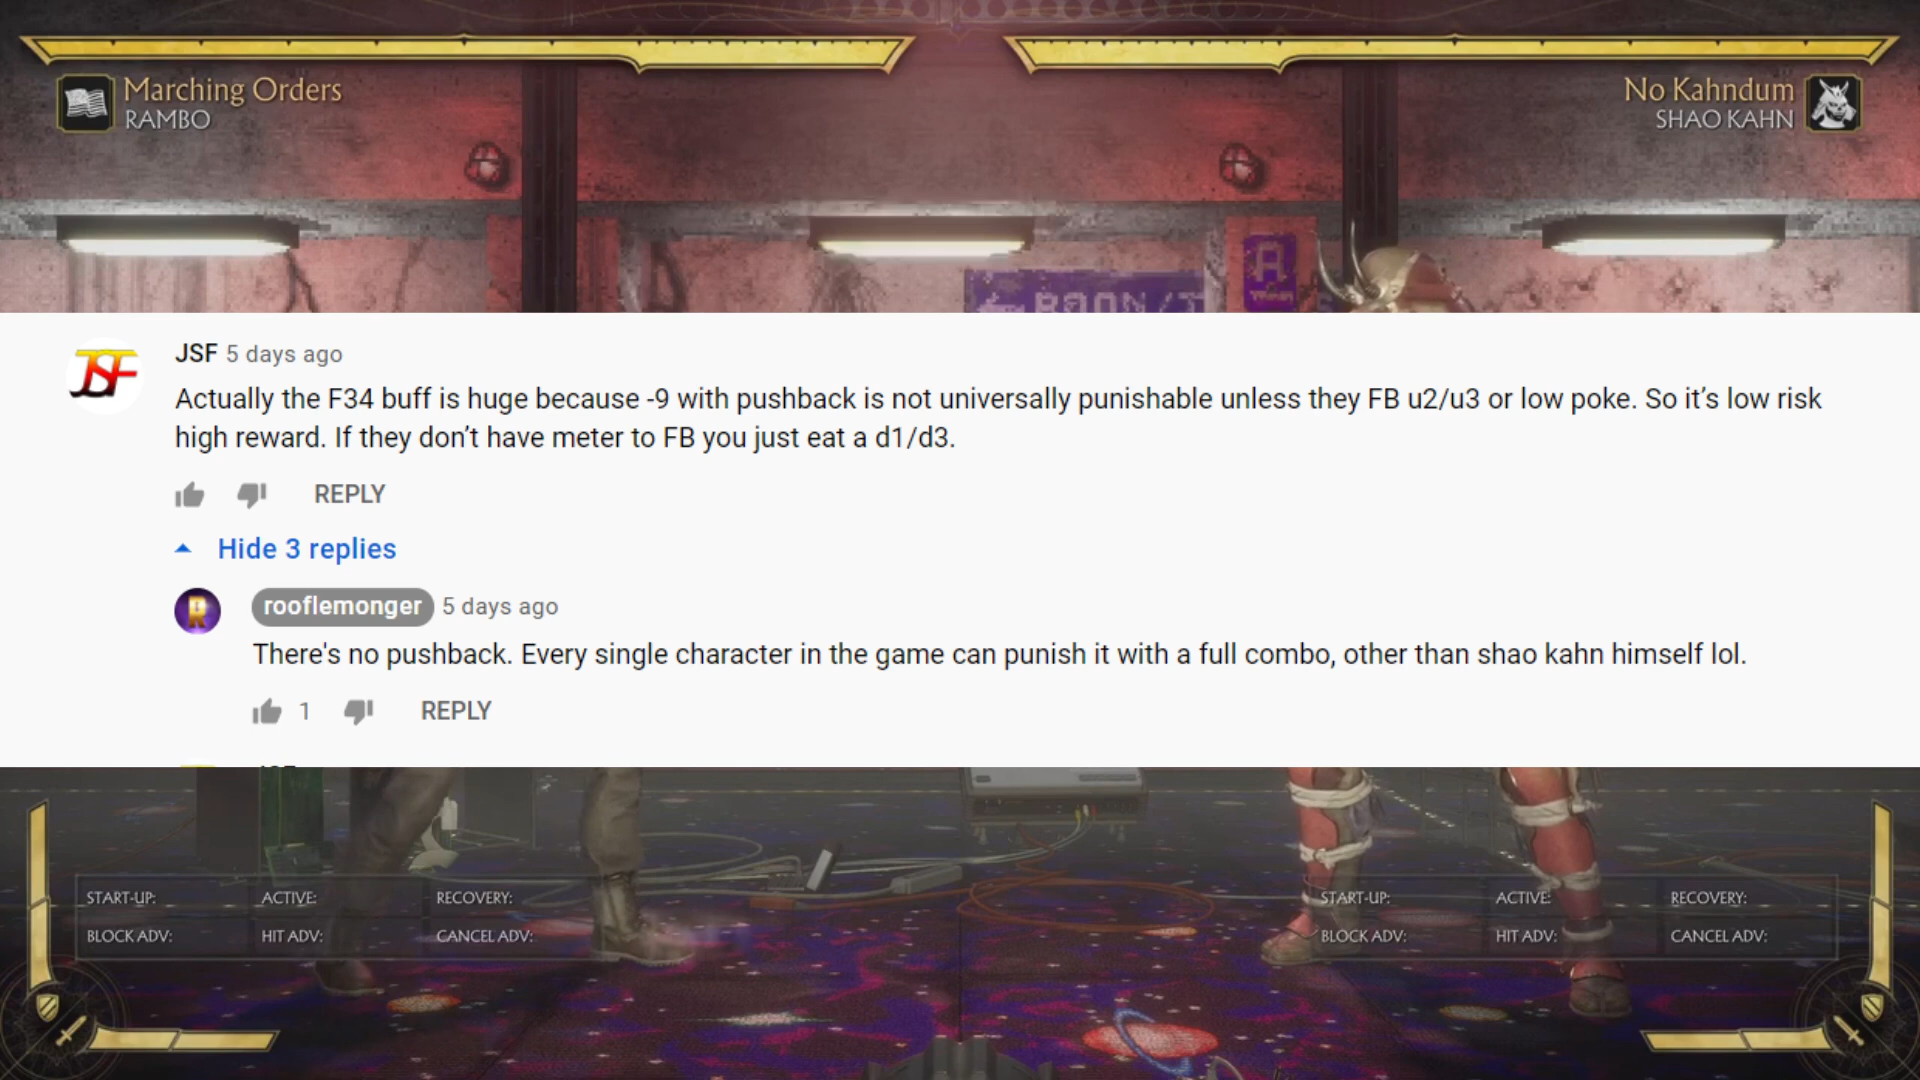 Marching Orders
RAMBO
No Kahndum
SHAO KAHN
A
JSF
JSF 5 days ago
Actually the F34 buff is huge because -9 with pushback is not universally punishable unless they FB u2/u3 or low poke. So it’s low risk
high reward. If they don’t have meter to FB you just eat a d1/d3.
REPLY
Hide 3 replies
R
rooflemonger 5 days ago
There's no pushback. Every single character in the game can punish it with a full combo, other than shao kahn himself lol.
1 REPLY
START-UP: ACTIVE: RECOVERY:
BLOCK ADV: HIT ADV: CANCEL ADV:
START-UP: ACTIVE: RECOVERY:
BLOCK ADV: HIT ADV: CANCEL ADV: